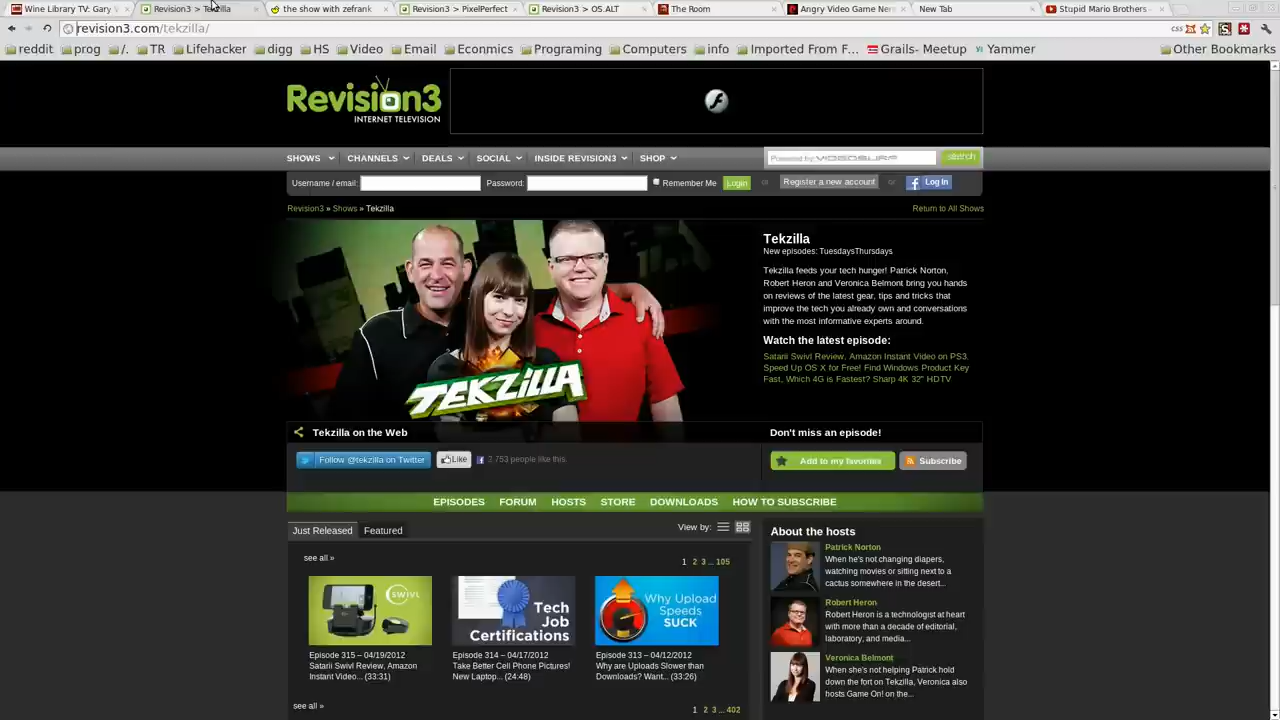 Wine Library TV: Gary V
Revision3 > Tekzilla
the show with zefrank
Revision3 > PixelPerfect
Revision3 > OS.ALT
The Room
Angry Video Game Ner
New Tab
Stupid Mario Brothers -
revision3.com/tekzilla/
css
reddit prog /. TR Lifehacker digg HS Video Email Econmics Programing Computers info Imported From F... Grails- Meetup Yammer Other Bookmarks
Revision3
INTERNET TELEVISION
SHOWS CHANNELS DEALS SOCIAL INSIDE REVISION3 SHOP
Powered by: VIDEOSURF search
Username / email: Password: Remember Me Login or Register a new account or Log In
Revision3 » Shows » Tekzilla
Return to All Shows
TEKZILLA
Tekzilla
New episodes: TuesdaysThursdays
Tekzilla feeds your tech hunger! Patrick Norton,
Robert Heron and Veronica Belmont bring you hands
on reviews of the latest gear, tips and tricks that
improve the tech you already own and conversations
with the most informative experts around.
Watch the latest episode:
Satarii Swivl Review, Amazon Instant Video on PS3,
Speed Up OS X for Free! Find Windows Product Key
Fast, Which 4G is Fastest? Sharp 4K 32" HDTV
Tekzilla on the Web
Don't miss an episode!
Follow @tekzilla on Twitter
Like
2,753 people like this.
Add to my favorites
Subscribe
EPISODES FORUM HOSTS STORE DOWNLOADS HOW TO SUBSCRIBE
Just Released Featured
View by:
see all »
1 2 3 ... 105
SWIVL
Tech
Job
Certifications
Why Upload
Speeds
SUCK
Episode 315 – 04/19/2012
Satarii Swivl Review, Amazon
Instant Video... (33:31)
Episode 314 – 04/17/2012
Take Better Cell Phone Pictures!
New Laptop... (24:48)
Episode 313 – 04/12/2012
Why are Uploads Slower than
Downloads? Want... (33:26)
see all »
1 2 3 ... 402
About the hosts
Patrick Norton
When he's not changing diapers,
watching movies or sitting next to a
cactus somewhere in the desert...
Robert Heron
Robert Heron is a technologist at heart
with more than a decade of editorial,
laboratory, and media...
Veronica Belmont
When she's not helping Patrick hold
down the fort on Tekzilla, Veronica also
hosts Game On! on the...